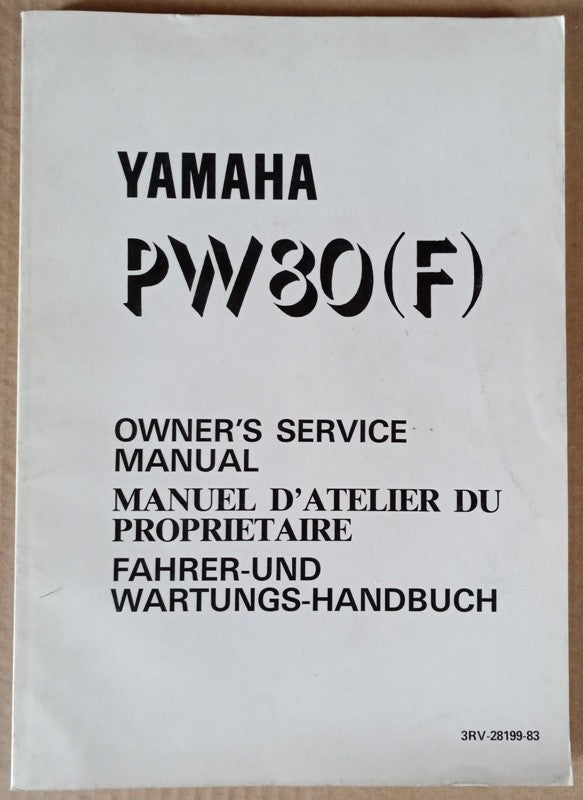 YAMAHA
PW80(F)
OWNER'S SERVICE
MANUAL
MANUEL D'ATELIER DU
PROPRIETAIRE
FAHRER-UND
WARTUNGS-HANDBUCH
3RV-28199-83